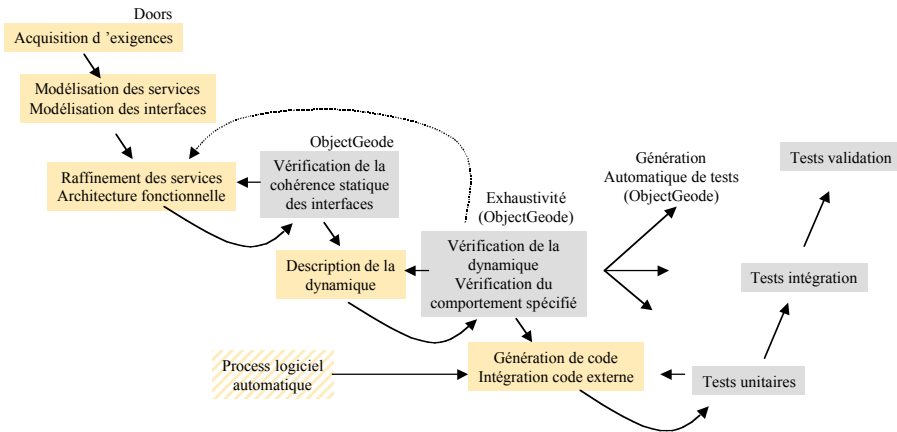 Doors
Acquisition d ’exigences
Modélisation des services
Modélisation des interfaces
ObjectGeode
Vérification de la
cohérence statique
des interfaces
Raffinement des services
Architecture fonctionnelle
Exhaustivité
(ObjectGeode)
Vérification de la
dynamique
Vérification du
comportement spécifié
Description de la
dynamique
Génération
Automatique de tests
(ObjectGeode)
Tests validation
Tests intégration
Process logiciel
automatique
Génération de code
Intégration code externe
Tests unitaires